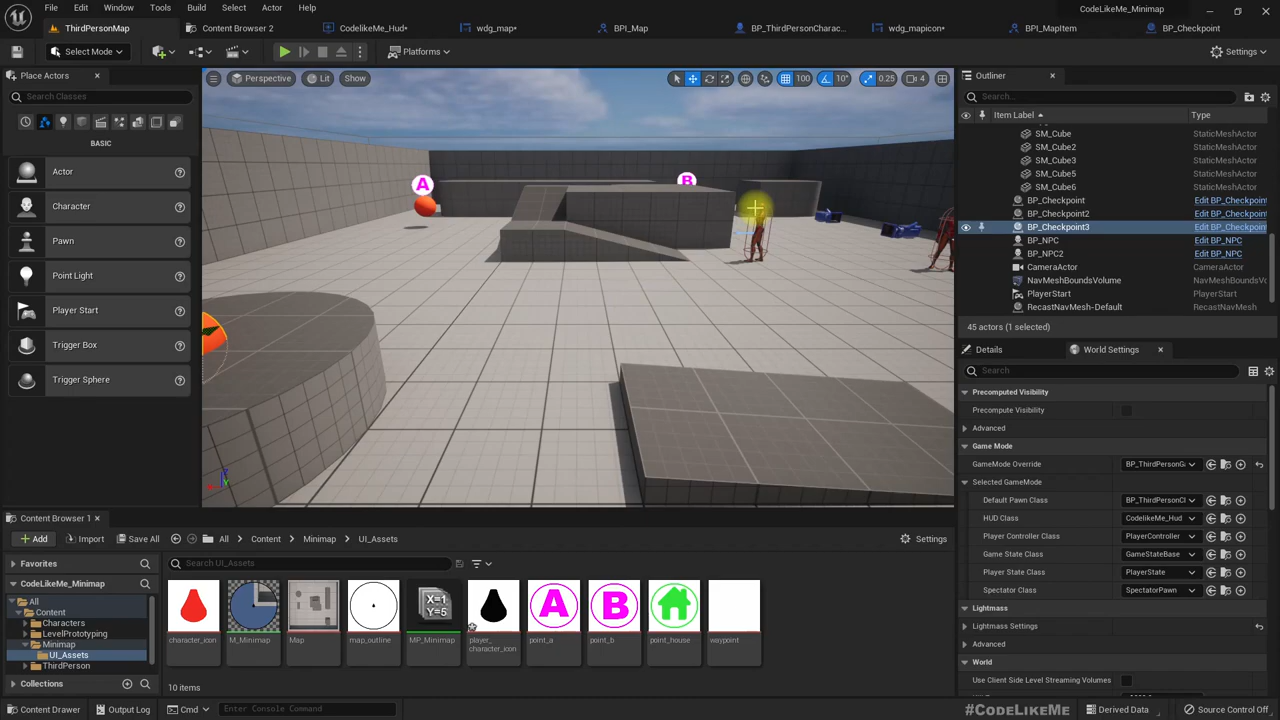 File Edit Window Tools Build Select Actor Help
CodeLikeMe_Minimap
ThirdPersonMap
Content Browser 2
CodelikeMe_Hud*
wdg_map*
BPI_Map
BP_ThirdPersonCharac...
wdg_mapicon*
BPI_MapItem
BP_Checkpoint
Select Mode
Platforms
Settings
Place Actors
Search Classes
BASIC
Actor
Character
Pawn
Point Light
Player Start
Trigger Box
Trigger Sphere
Perspective Lit Show
100 10° 0.25 4
A
B
Outliner
Search...
Item Label Type
SM_Cube StaticMeshActor
SM_Cube2 StaticMeshActor
SM_Cube3 StaticMeshActor
SM_Cube5 StaticMeshActor
SM_Cube6 StaticMeshActor
BP_Checkpoint Edit BP_Checkpoint
BP_Checkpoint2 Edit BP_Checkpoint
BP_Checkpoint3 Edit BP_Checkpoint
BP_NPC Edit BP_NPC
BP_NPC2 Edit BP_NPC
CameraActor CameraActor
NavMeshBoundsVolume NavMeshBoundsV
PlayerStart PlayerStart
RecastNavMesh-Default RecastNavMesh
45 actors (1 selected)
Details
World Settings
Search
Precomputed Visibility
Precompute Visibility
Advanced
Game Mode
GameMode Override BP_ThirdPersonGa
Selected GameMode
Default Pawn Class BP_ThirdPersonCl
HUD Class CodelikeMe_Hud
Player Controller Class PlayerController
Game State Class GameStateBase
Player State Class PlayerState
Spectator Class SpectatorPawn
Lightmass
Lightmass Settings
Advanced
World
Use Client Side Level Streaming Volumes
Content Browser 1
Add Import Save All All Content Minimap UI_Assets Settings
Favorites
CodeLikeMe_Minimap
All
Content
Characters
LevelPrototyping
Minimap
UI_Assets
ThirdPerson
Collections
Search UI_Assets
X=1
Y=5
A
B
character_icon
M_Minimap
Map
map_outline
MP_Minimap
player_
character_icon
point_a
point_b
point_house
waypoint
10 items
Content Drawer Output Log Cmd Enter Console Command
#CODELIKEME
Derived Data Source Control Off